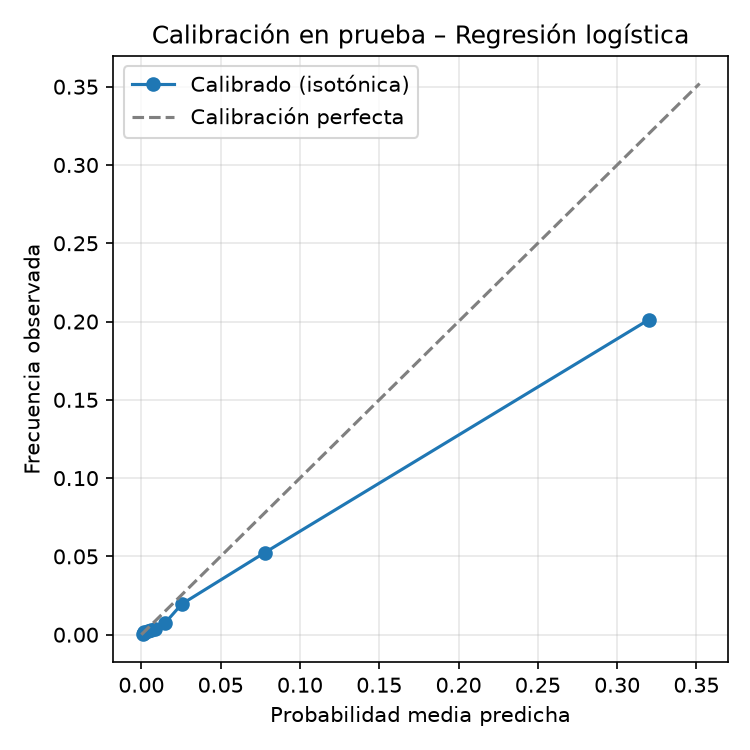 Calibración en prueba – Regresión logística
Calibrado (isotónica)
Calibración perfecta
Frecuencia observada
0.35
0.30
0.25
0.20
0.15
0.10
0.05
0.00
0.00 0.05 0.10 0.15 0.20 0.25 0.30 0.35
Probabilidad media predicha